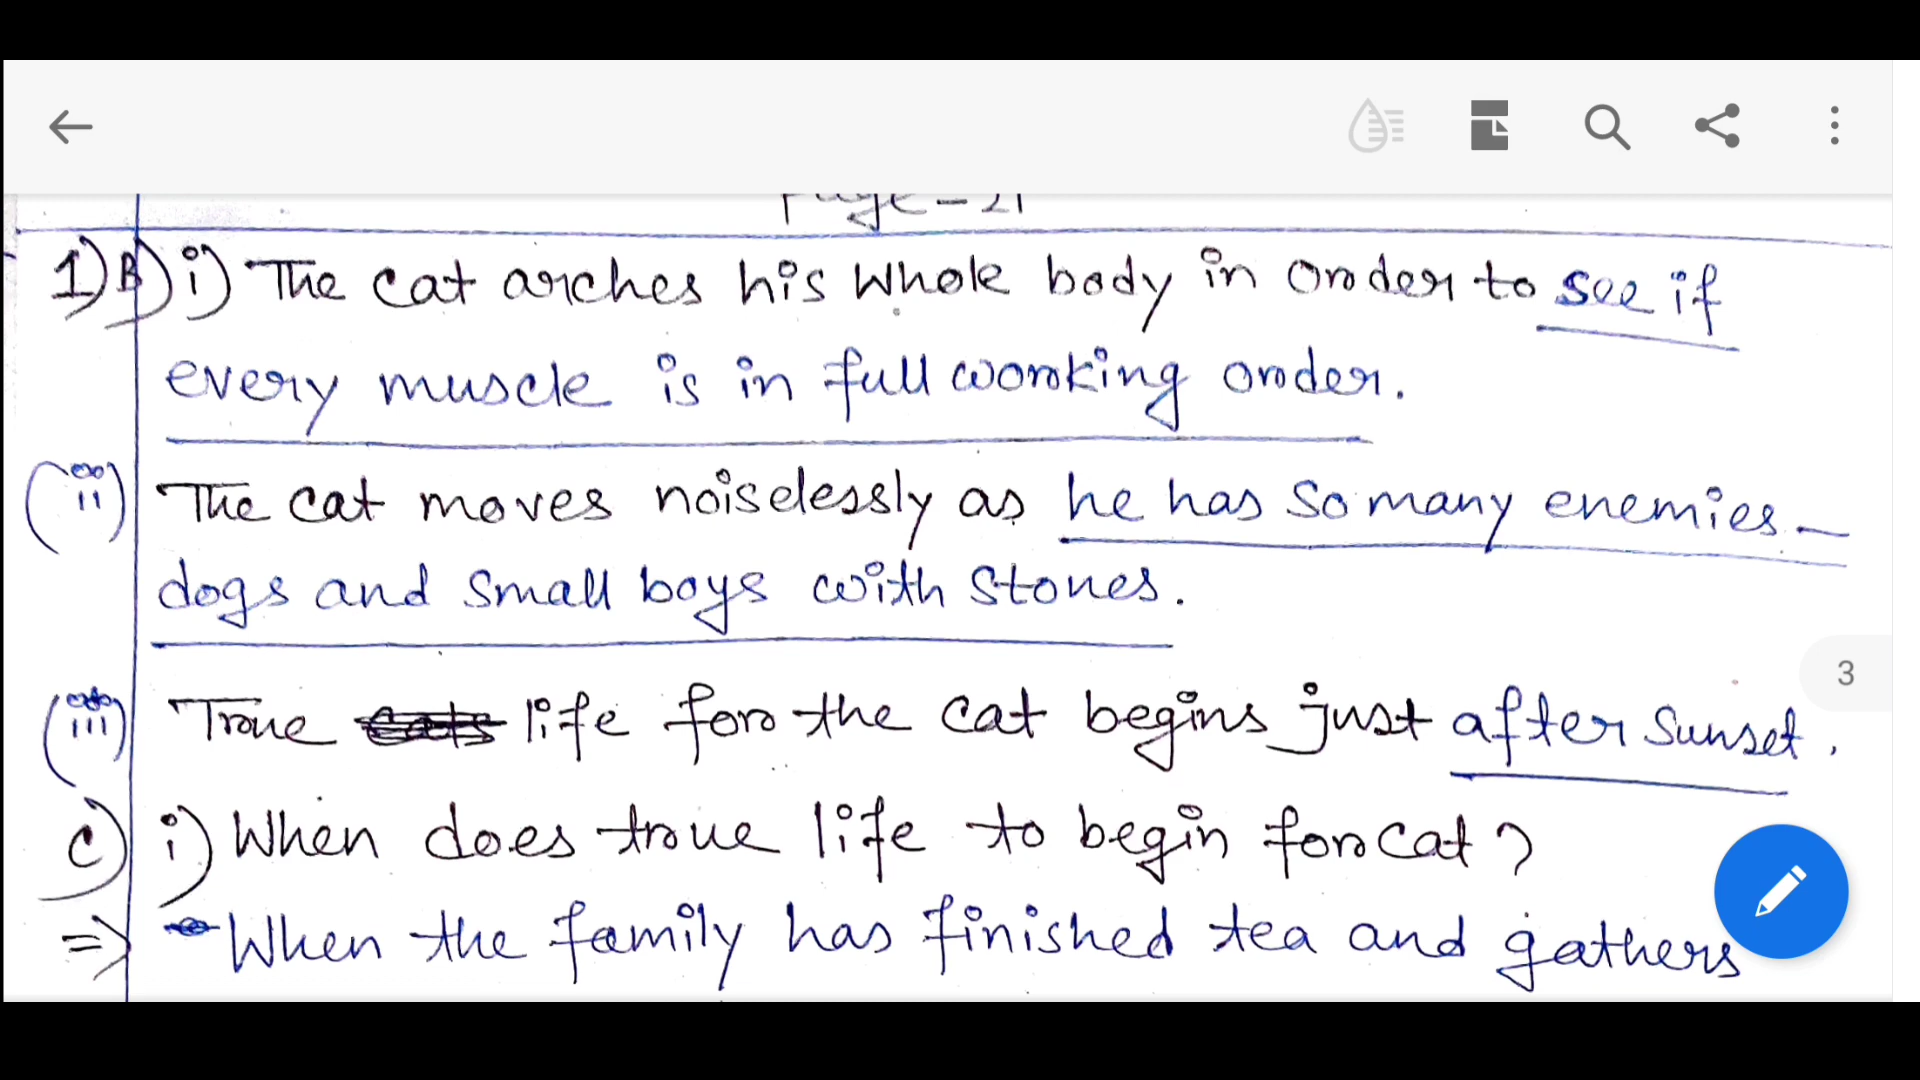 Page-21
1) B) i) The cat arches his whole body in order to see if
every muscle is in full working order.
(ii) The cat moves noiselessly as he has so many enemies –
dogs and small boys with stones.
3
(iii) True life for the cat begins just after sunset.
C) i) When does true life to begin for cat?
=> When the family has finished tea and gathers